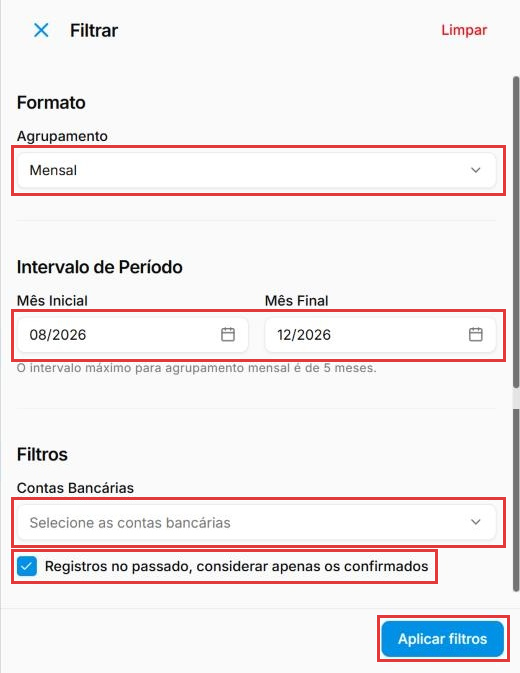 Filtrar
Limpar
Formato
Agrupamento
Mensal
Intervalo de Período
Mês Inicial
Mês Final
08/2026
12/2026
O intervalo máximo para agrupamento mensal é de 5 meses.
Filtros
Contas Bancárias
Selecione as contas bancárias
Registros no passado, considerar apenas os confirmados
Aplicar filtros